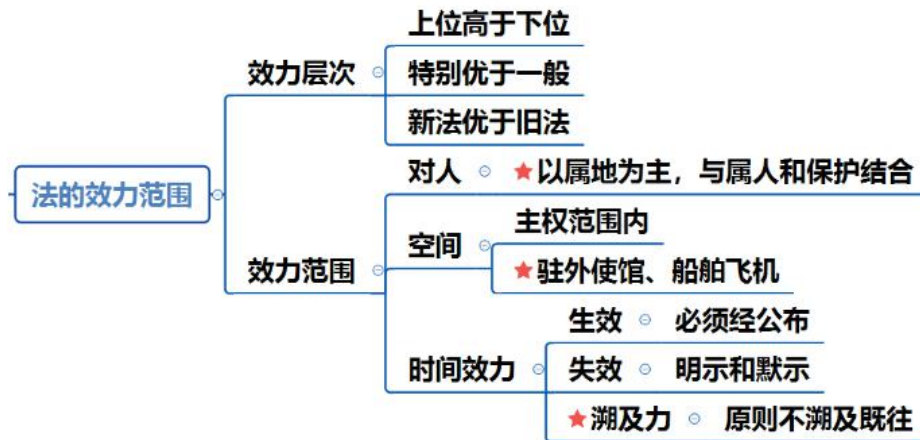 法的效力范围
效力层次
上位高于下位
特别优于一般
新法优于旧法
效力范围
对人
以属地为主，与属人和保护结合
空间
主权范围内
驻外使馆、船舶飞机
时间效力
生效
必须经公布
失效
明示和默示
溯及力
原则不溯及既往